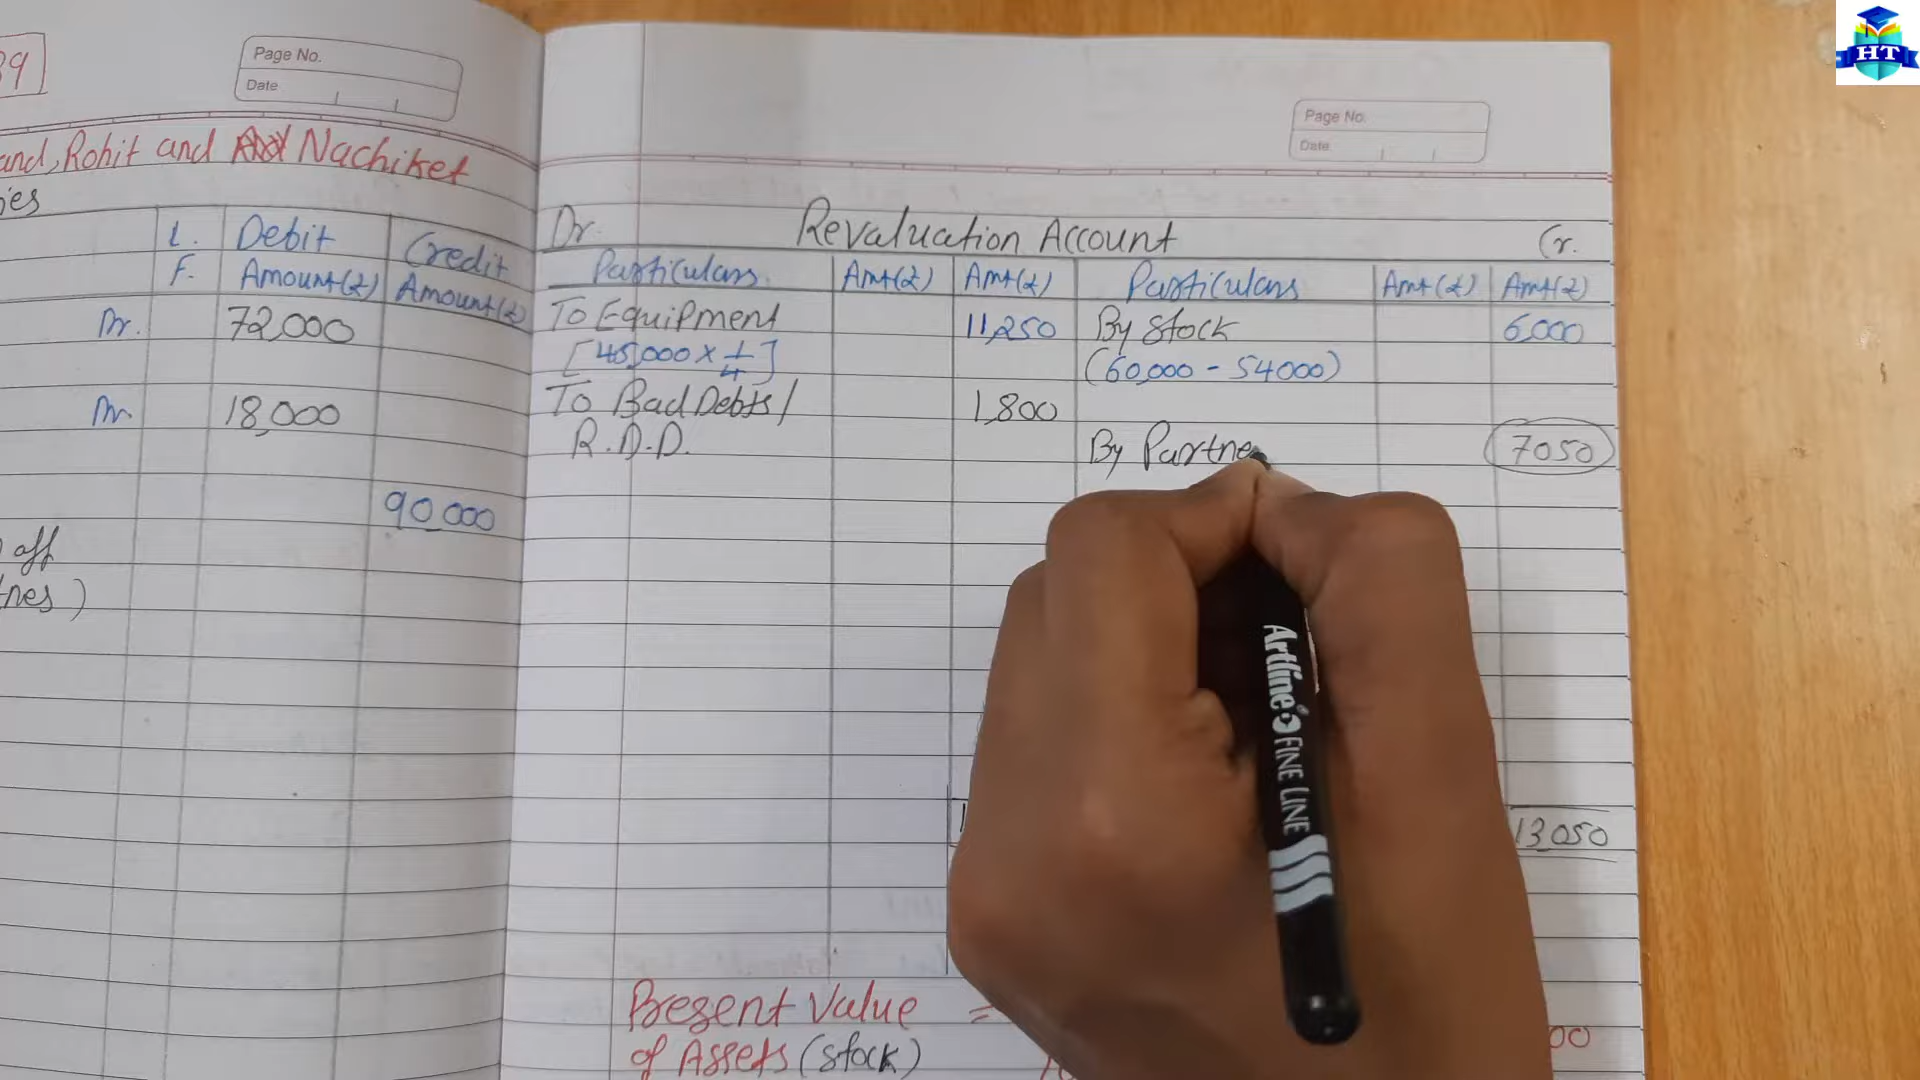 HT
Page No.
Date
and, Rohit and Nachiket
ies
L. Debit Credit
F. Amount(₹) Amount(₹)
Dr. 72,000
Dr. 18,000
90,000
off
tnes)
Page No.
Date
Dr. Revaluation Account Cr.
Particulars Amt(₹) Amt(₹) Particulars Amt(₹) Amt(₹)
To Equipment 11,250 By Stock 6,000
[45,000 × 1/4] (60,000 - 54000)
To Bad Debts/ 1,800
R.D.D. By Partne 7050
13,050
Present Value =
of Assets (stock)
Artline FINE LINE